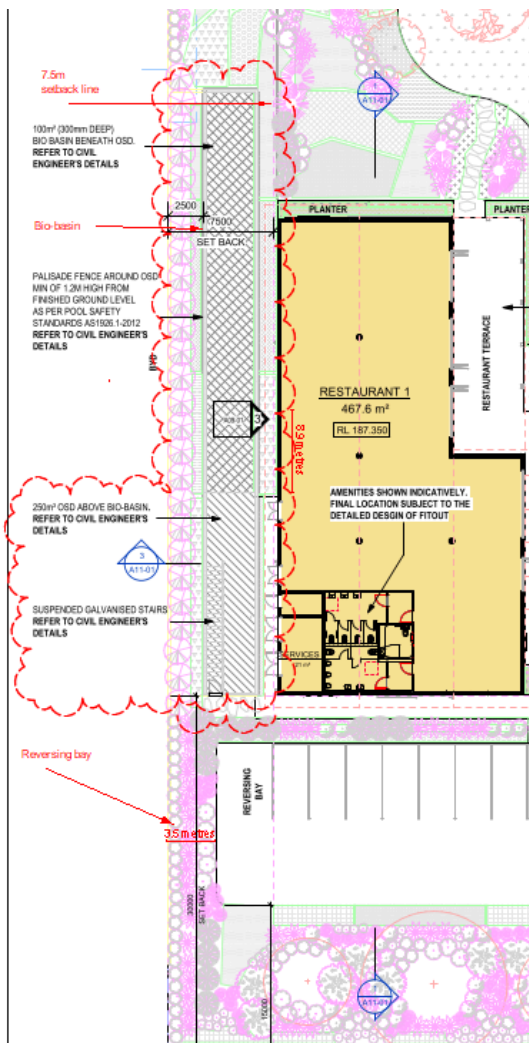 7.5m
setback line
1
A11-01
100m² (300mm DEEP)
BIO BASIN BENEATH OSD.
REFER TO CIVIL
ENGINEER'S DETAILS
2500
7500
SET BACK
Bio-basin
PLANTER
PLANTER
PALISADE FENCE AROUND OSD
MIN OF 1.2M HIGH FROM
FINISHED GROUND LEVEL
AS PER POOL SAFETY
STANDARDS AS1926.1-2012
REFER TO CIVIL ENGINEER'S
DETAILS
RESTAURANT TERRACE
RESTAURANT 1
467.6 m²
RL 187.350
3
8.9 metres
AMENITIES SHOWN INDICATIVELY.
FINAL LOCATION SUBJECT TO THE
DETAILED DESGIN OF FITOUT
250m² OSD ABOVE BIO-BASIN.
REFER TO CIVIL ENGINEER'S
DETAILS
3
A11-01
SUSPENDED GALVANISED STAIRS
REFER TO CIVIL ENGINEER'S
DETAILS
SERVICES
Reversing bay
REVERSING
BAY
3.5 metres
30000
SET BACK
15000
1
A11-01